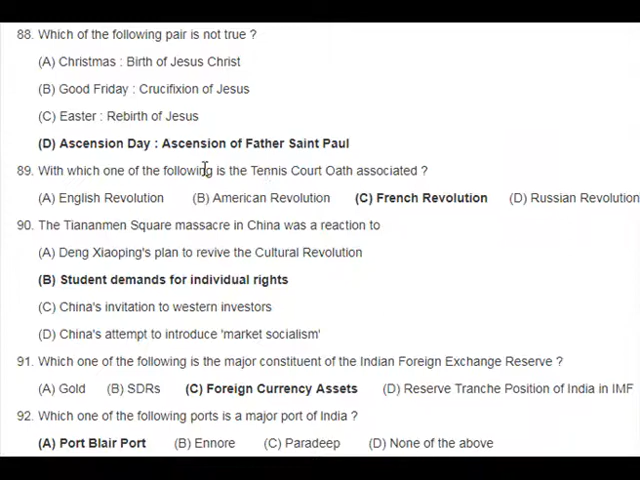 88. Which of the following pair is not true ?
(A) Christmas : Birth of Jesus Christ
(B) Good Friday : Crucifixion of Jesus
(C) Easter : Rebirth of Jesus
(D) Ascension Day : Ascension of Father Saint Paul
89. With which one of the following is the Tennis Court Oath associated ?
(A) English Revolution (B) American Revolution (C) French Revolution (D) Russian Revolution
90. The Tiananmen Square massacre in China was a reaction to
(A) Deng Xiaoping's plan to revive the Cultural Revolution
(B) Student demands for individual rights
(C) China's invitation to western investors
(D) China's attempt to introduce 'market socialism'
91. Which one of the following is the major constituent of the Indian Foreign Exchange Reserve ?
(A) Gold (B) SDRs (C) Foreign Currency Assets (D) Reserve Tranche Position of India in IMF
92. Which one of the following ports is a major port of India ?
(A) Port Blair Port (B) Ennore (C) Paradeep (D) None of the above